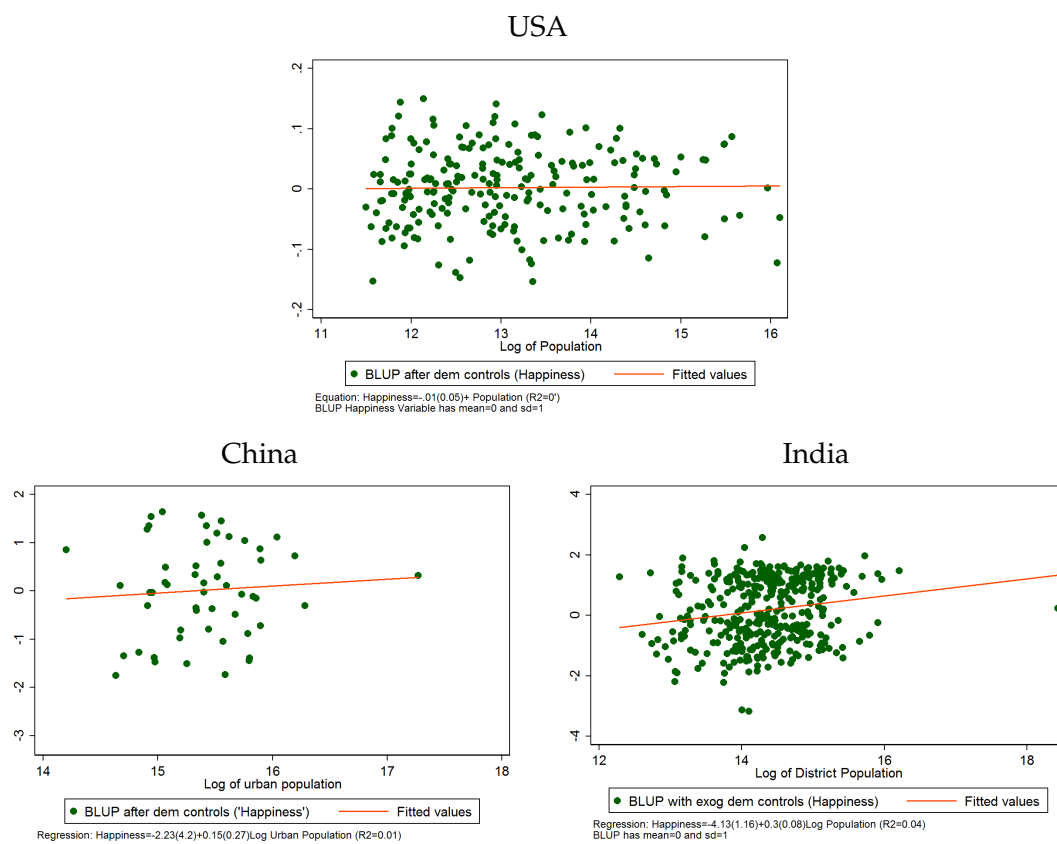 USA
.2
.1
0
-.1
-.2
11 12 13 14 15 16
Log of Population
BLUP after dem controls (Happiness) Fitted values
Equation: Happiness=-.01(0.05)+ Population (R2=0')
BLUP Happiness Variable has mean=0 and sd=1
China
2
1
0
-1
-2
-3
14 15 16 17 18
Log of urban population
BLUP after dem controls ('Happiness') Fitted values
Regression: Happiness=-2.23(4.2)+0.15(0.27)Log Urban Population (R2=0.01)
India
4
2
0
-2
-4
12 14 16 18
Log of District Population
BLUP with exog dem controls (Happiness) Fitted values
Regression: Happiness=-4.13(1.16)+0.3(0.08)Log Population (R2=0.04)
BLUP has mean=0 and sd=1